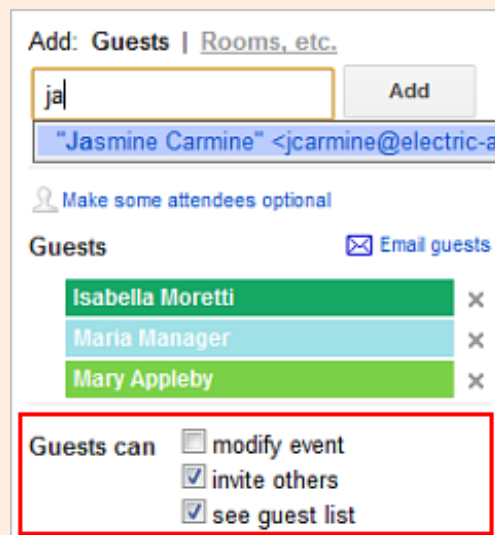 Add: Guests | Rooms, etc.
ja Add
"Jasmine Carmine" <jcarmine@electric-a
Make some attendees optional
Guests Email guests
Isabella Moretti
Maria Manager
Mary Appleby
Guests can modify event
invite others
see guest list